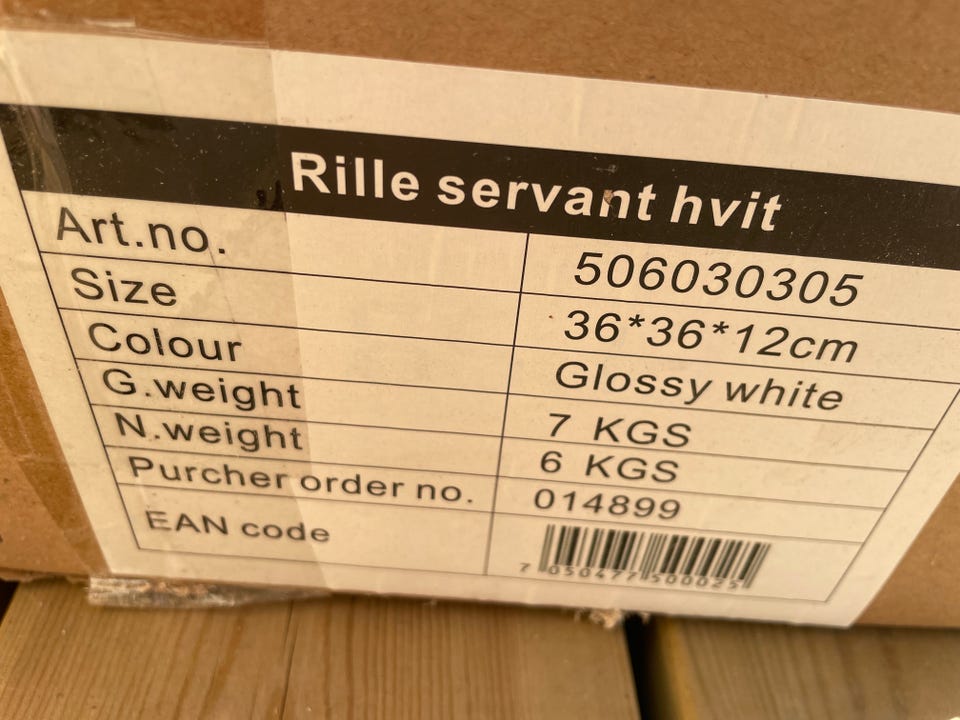 Rille servant hvit
Art.no. 506030305
Size 36*36*12cm
Colour Glossy white
G.weight 7 KGS
N.weight 6 KGS
Purcher order no. 014899
EAN code
7 050477 500025